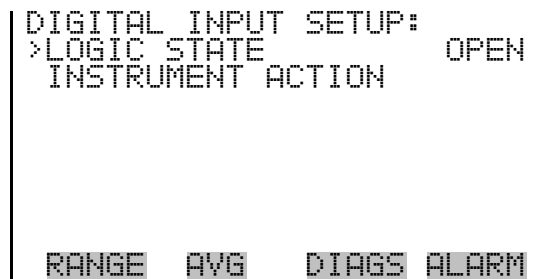 DIGITAL INPUT SETUP:
>LOGIC STATE OPEN
INSTRUMENT ACTION
RANGE AVG DIAGS ALARM